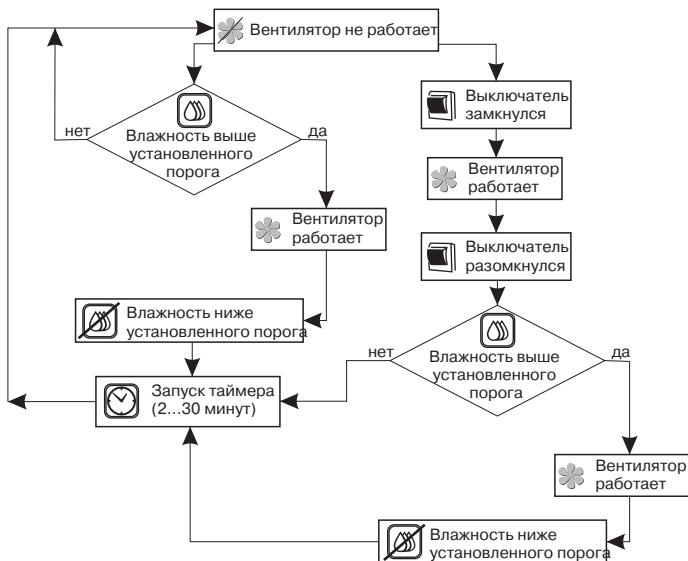 Вентилятор не работает
нет
Влажность выше
установленного
порога
да
Выключатель
замкнулся
Вентилятор
работает
Вентилятор
работает
Выключатель
разомкнулся
Влажность ниже
установленного порога
нет
Влажность выше
установленного
порога
да
Запуск таймера
(2...30 минут)
Вентилятор
работает
Влажность ниже
установленного порога